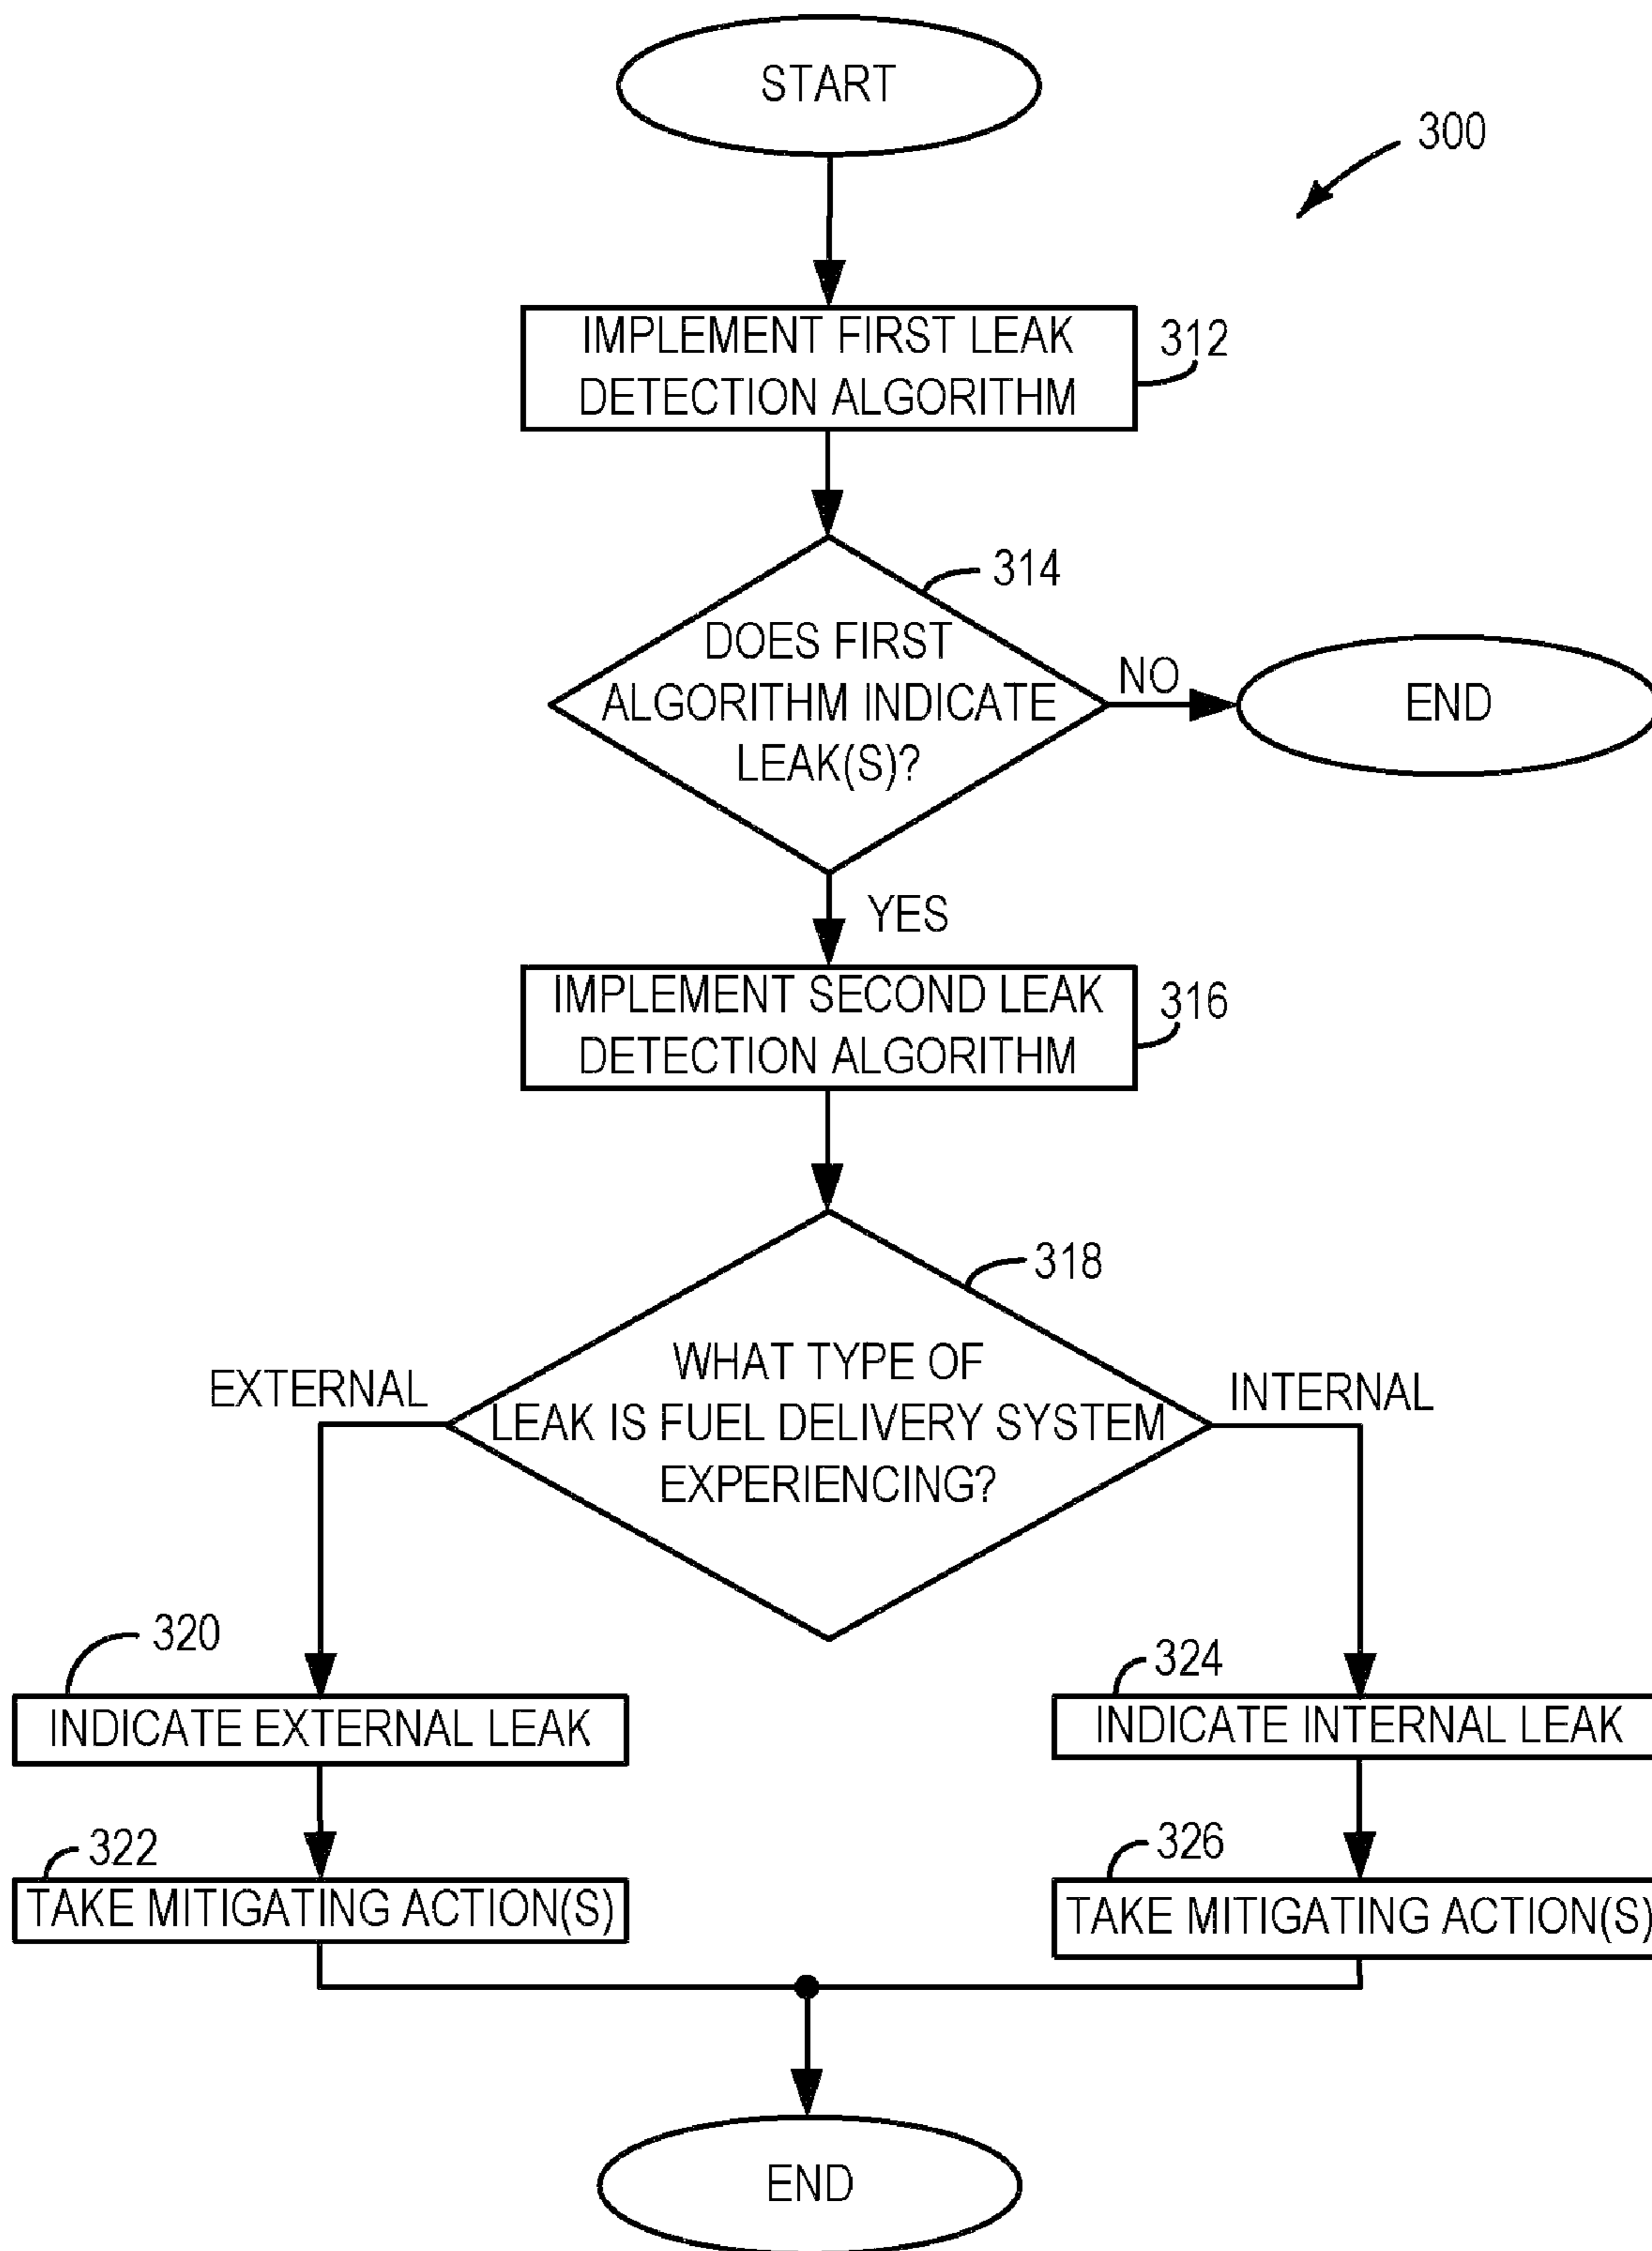 START
300
IMPLEMENT FIRST LEAK
DETECTION ALGORITHM
312
314
DOES FIRST
ALGORITHM INDICATE
LEAK(S)?
NO
END
YES
IMPLEMENT SECOND LEAK
DETECTION ALGORITHM
316
318
WHAT TYPE OF
LEAK IS FUEL DELIVERY SYSTEM
EXPERIENCING?
EXTERNAL
INTERNAL
320
INDICATE EXTERNAL LEAK
324
INDICATE INTERNAL LEAK
322
TAKE MITIGATING ACTION(S)
326
TAKE MITIGATING ACTION(S)
END